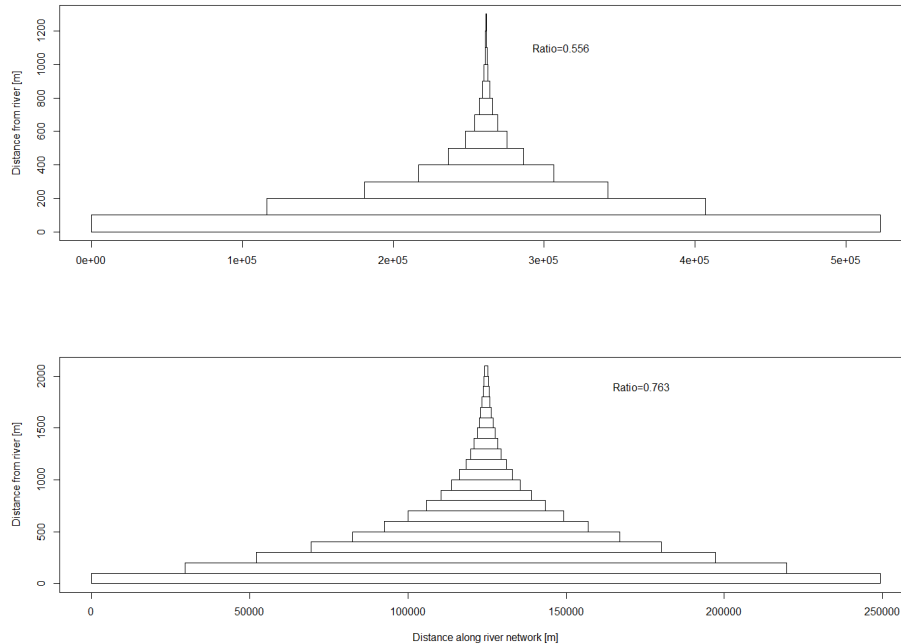 1200
1000
800
600
400
200
0
Distance from river [m]
Ratio=0.556
0e+00 1e+05 2e+05 3e+05 4e+05 5e+05
2000
1500
1000
500
0
Distance from river [m]
Ratio=0.763
0 50000 100000 150000 200000 250000
Distance along river network [m]